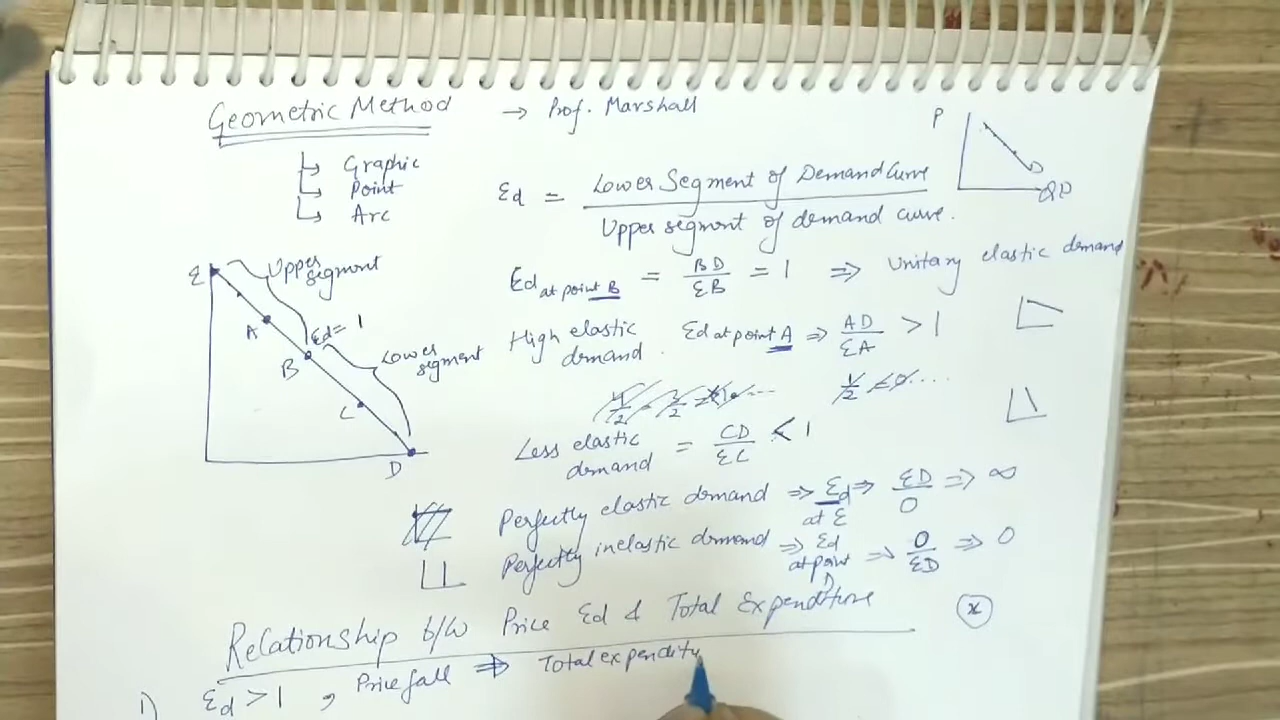 Geometric Method → Prof. Marshall
↳ Graphic
↳ Point
↳ Arc
Ed = Lower Segment of Demand Curve
Upper segment of demand curve.
P
D
QD
E
Upper segment
A
Ed = 1
B
Lower segment
C
D
Ed at point B = BD / EB = 1 ⇒ Unitary elastic demand
High elastic demand. Ed at point A ⇒ AD / EA > 1
Less elastic demand = CD / EC < 1
Perfectly elastic demand ⇒ Ed at E ⇒ ED / 0 ⇒ ∞
Perfectly inelastic demand ⇒ Ed at point D ⇒ 0 / ED ⇒ 0
Relationship b/w Price Ed & Total Expenditure
1) Ed > 1, Price fall ⇒ Total expenditu